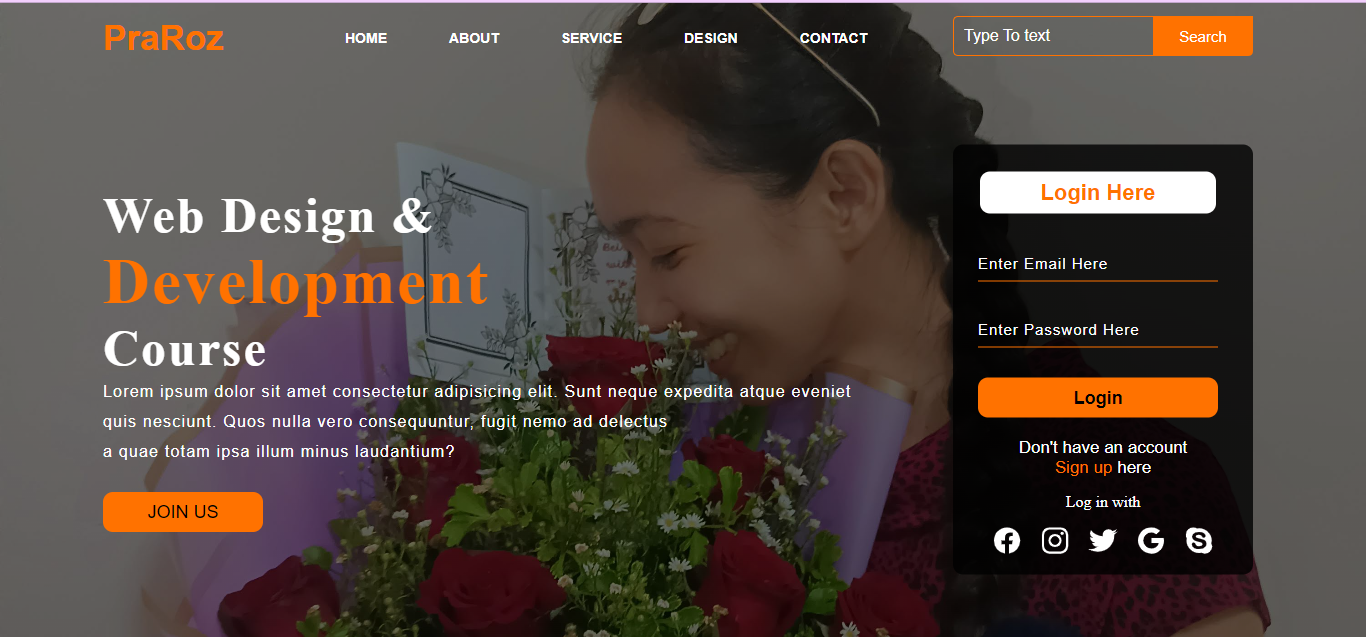 PraRoz
HOME
ABOUT
SERVICE
DESIGN
CONTACT
Type To text
Search
Web Design &
Development
Course
Lorem ipsum dolor sit amet consectetur adipisicing elit. Sunt neque expedita atque eveniet
quis nesciunt. Quos nulla vero consequuntur, fugit nemo ad delectus
a quae totam ipsa illum minus laudantium?
JOIN US
Login Here
Enter Email Here
Enter Password Here
Login
Don't have an account
Sign up here
Log in with